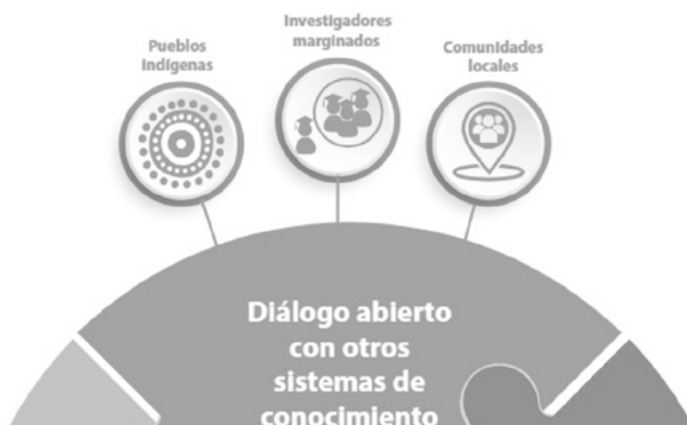 Investigadores
marginados
Pueblos
Indígenas
Comunidades
locales
Diálogo abierto
con otros
sistemas de
conocimiento